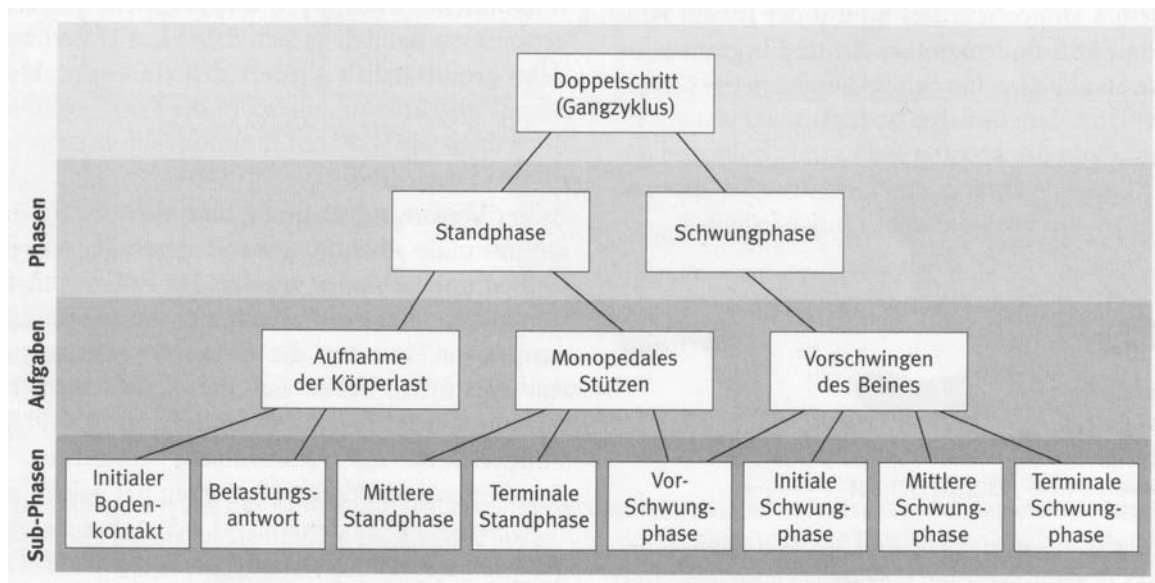 Doppelschritt
(Gangzyklus)
Phasen
Standphase
Schwungphase
Aufgaben
Aufnahme
der Körperlast
Monopedales
Stützen
Vorschwingen
des Beines
Sub-Phasen
Initialer
Boden-
kontakt
Belastungs-
antwort
Mittlere
Standphase
Terminale
Standphase
Vor-
Schwung-
phase
Initiale
Schwung-
phase
Mittlere
Schwung-
phase
Terminale
Schwung-
phase